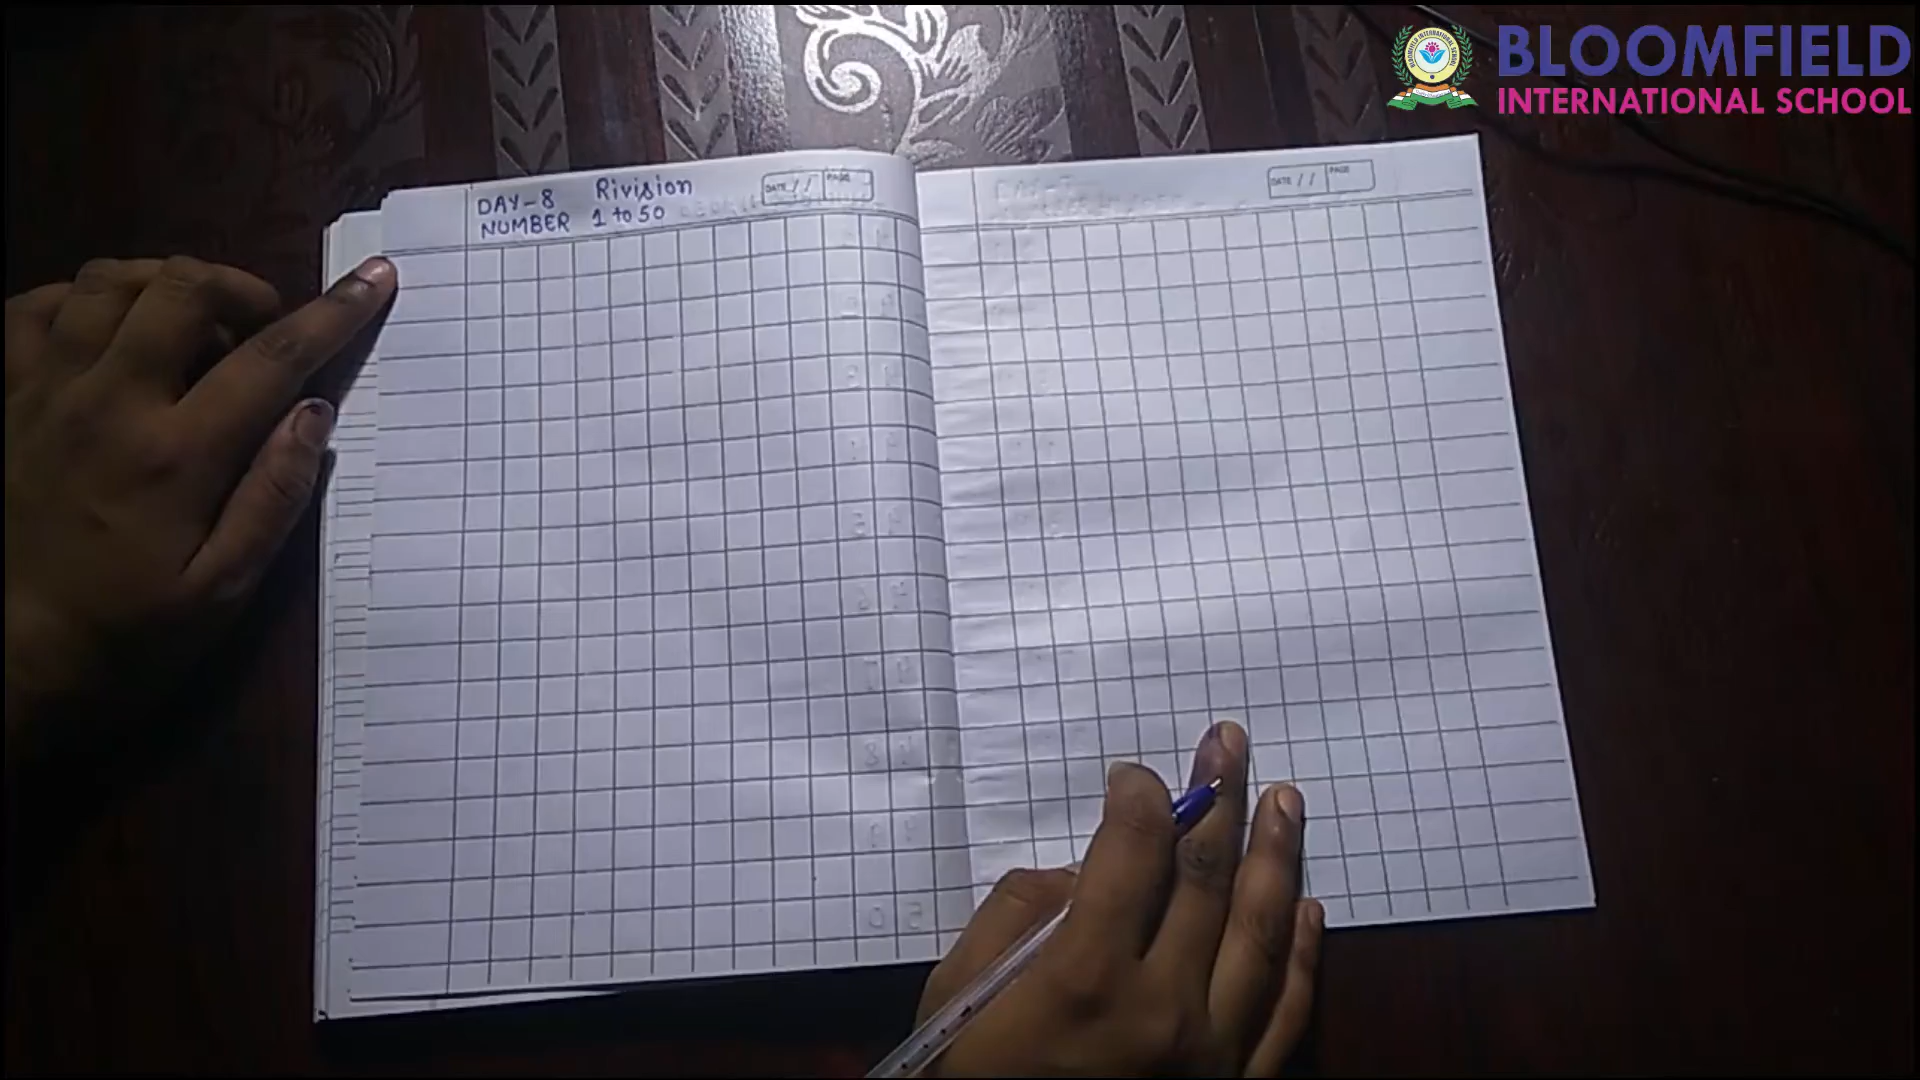 BLOOMFIELD
INTERNATIONAL SCHOOL
DAY-8 Rivision
NUMBER 1 to 50
DATE / /
PAGE
DATE / /
PAGE